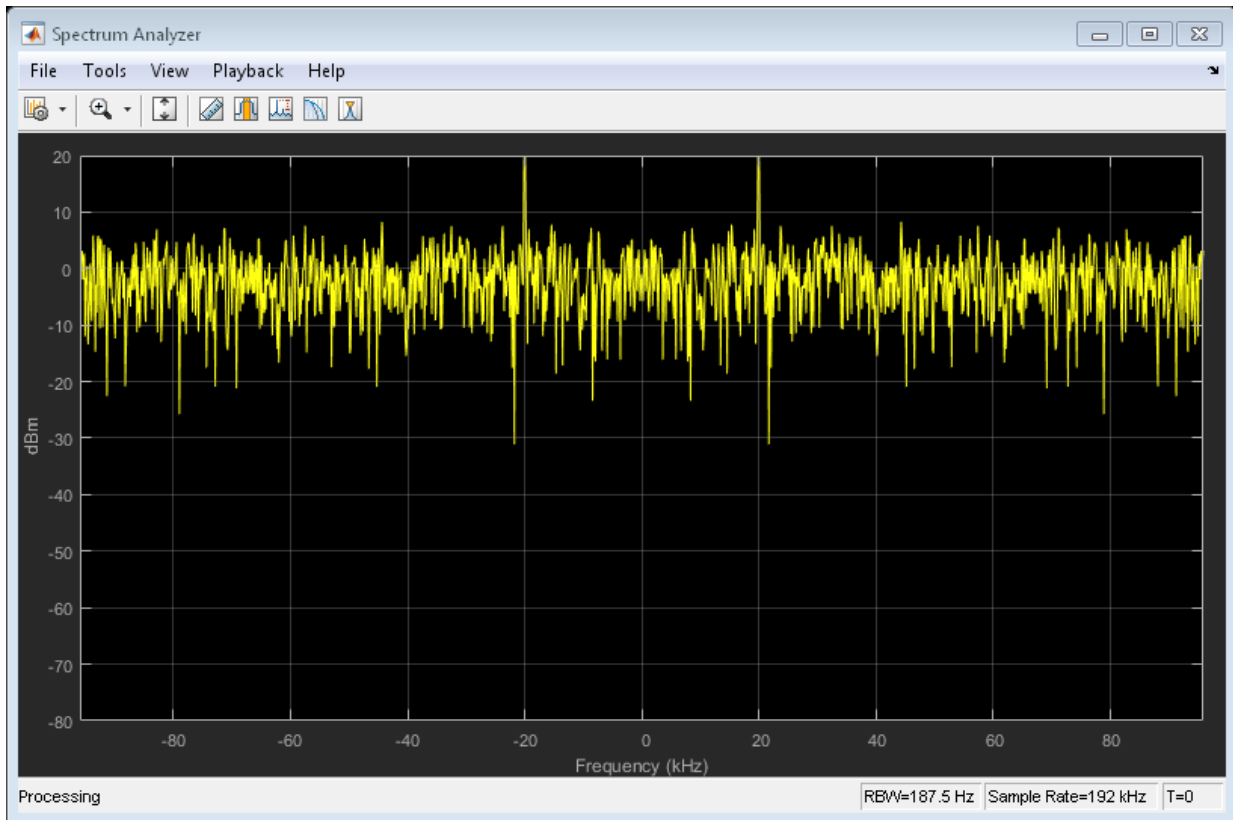 Spectrum Analyzer
File Tools View Playback Help
20
10
0
-10
-20
-30
-40
-50
-60
-70
-80
dBm
-80 -60 -40 -20 0 20 40 60 80
Frequency (kHz)
Processing RBW=187.5 Hz Sample Rate=192 kHz T=0